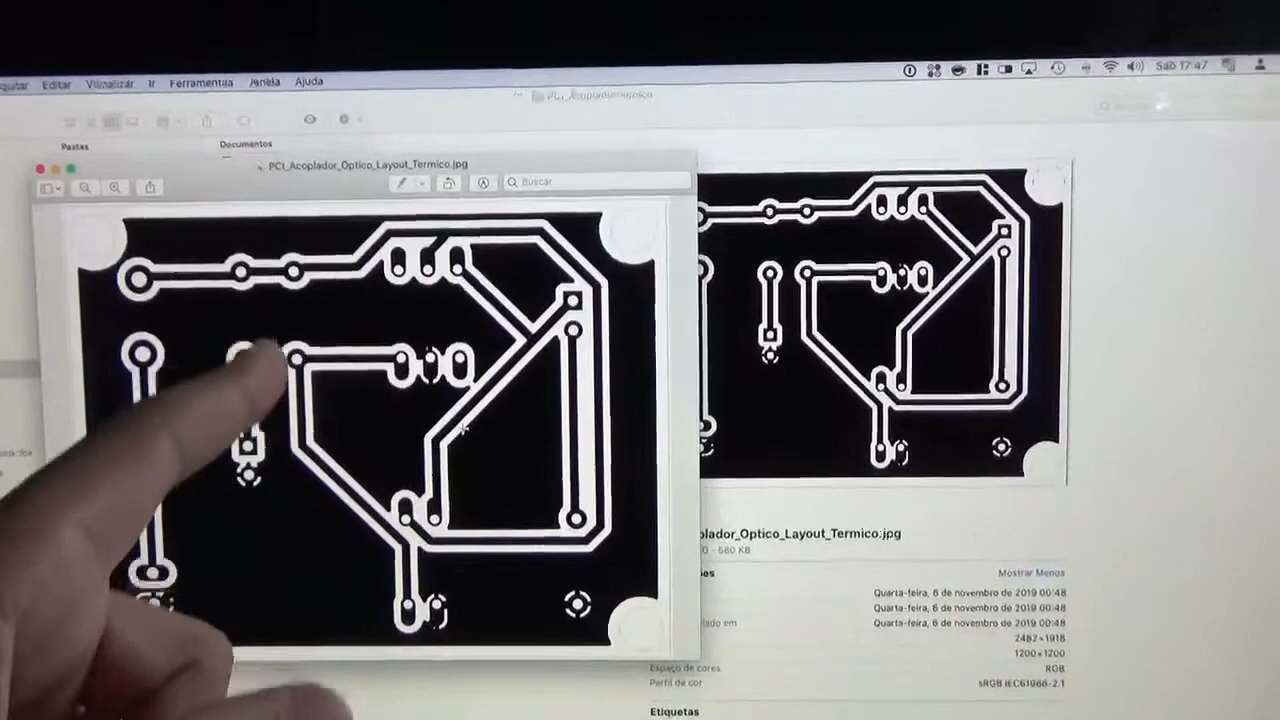 Editar Visualizar Ir Ferramentas Janela Ajuda
Sáb 17:47
Pastas
Documentos
PCI_Acoplador_Optico_Layout_Termico.jpg
Buscar
lador_Optico_Layout_Termico.jpg
680 KB
Mostrar Menos
Quarta-feira, 6 de novembro de 2019 00:48
Quarta-feira, 6 de novembro de 2019 00:48
Quarta-feira, 6 de novembro de 2019 00:48
2482×1918
1200×1200
Espaço de cores RGB
Perfil de cor sRGB IEC61966-2.1
Etiquetas